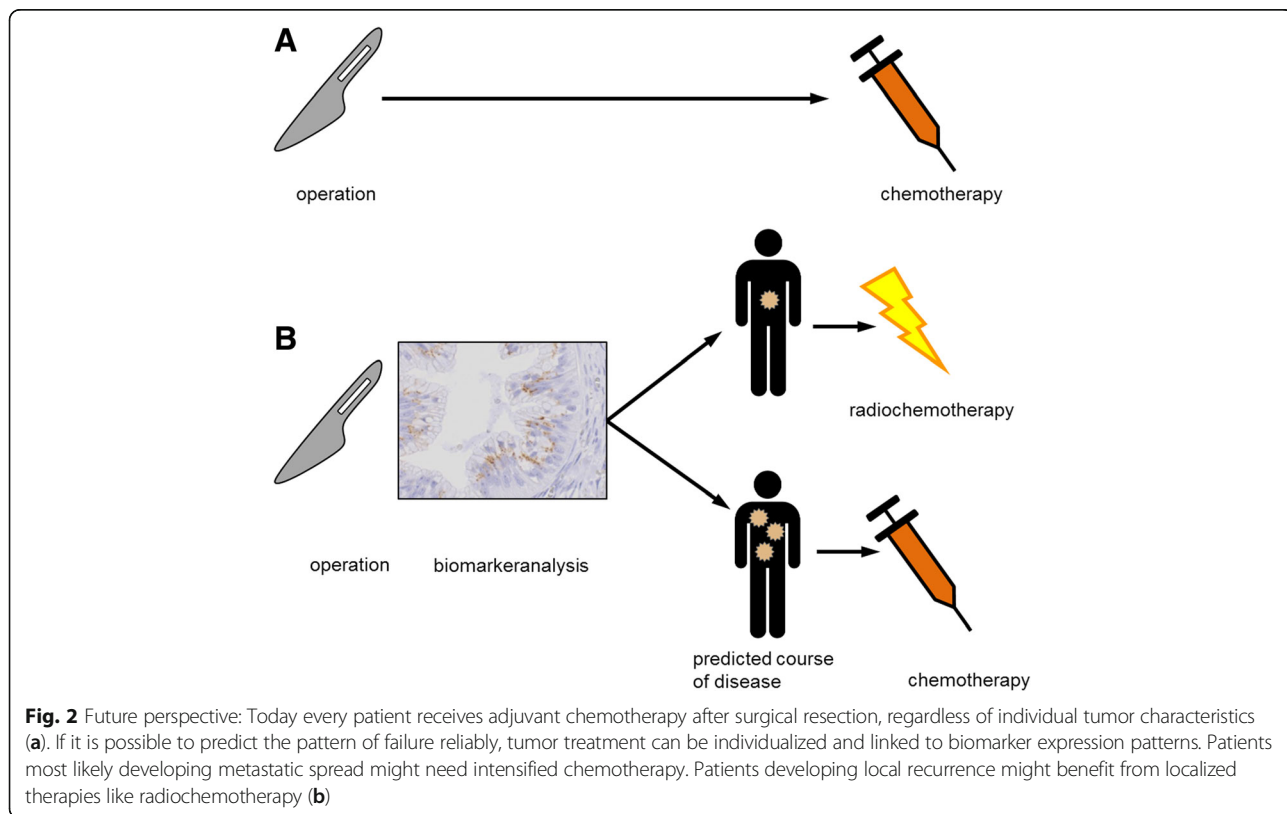 A
operation
chemotherapy
B
radiochemotherapy
operation
biomarkeranalysis
predicted course
of disease
chemotherapy
Fig. 2 Future perspective: Today every patient receives adjuvant chemotherapy after surgical resection, regardless of individual tumor characteristics
(a). If it is possible to predict the pattern of failure reliably, tumor treatment can be individualized and linked to biomarker expression patterns. Patients
most likely developing metastatic spread might need intensified chemotherapy. Patients developing local recurrence might benefit from localized
therapies like radiochemotherapy (b)